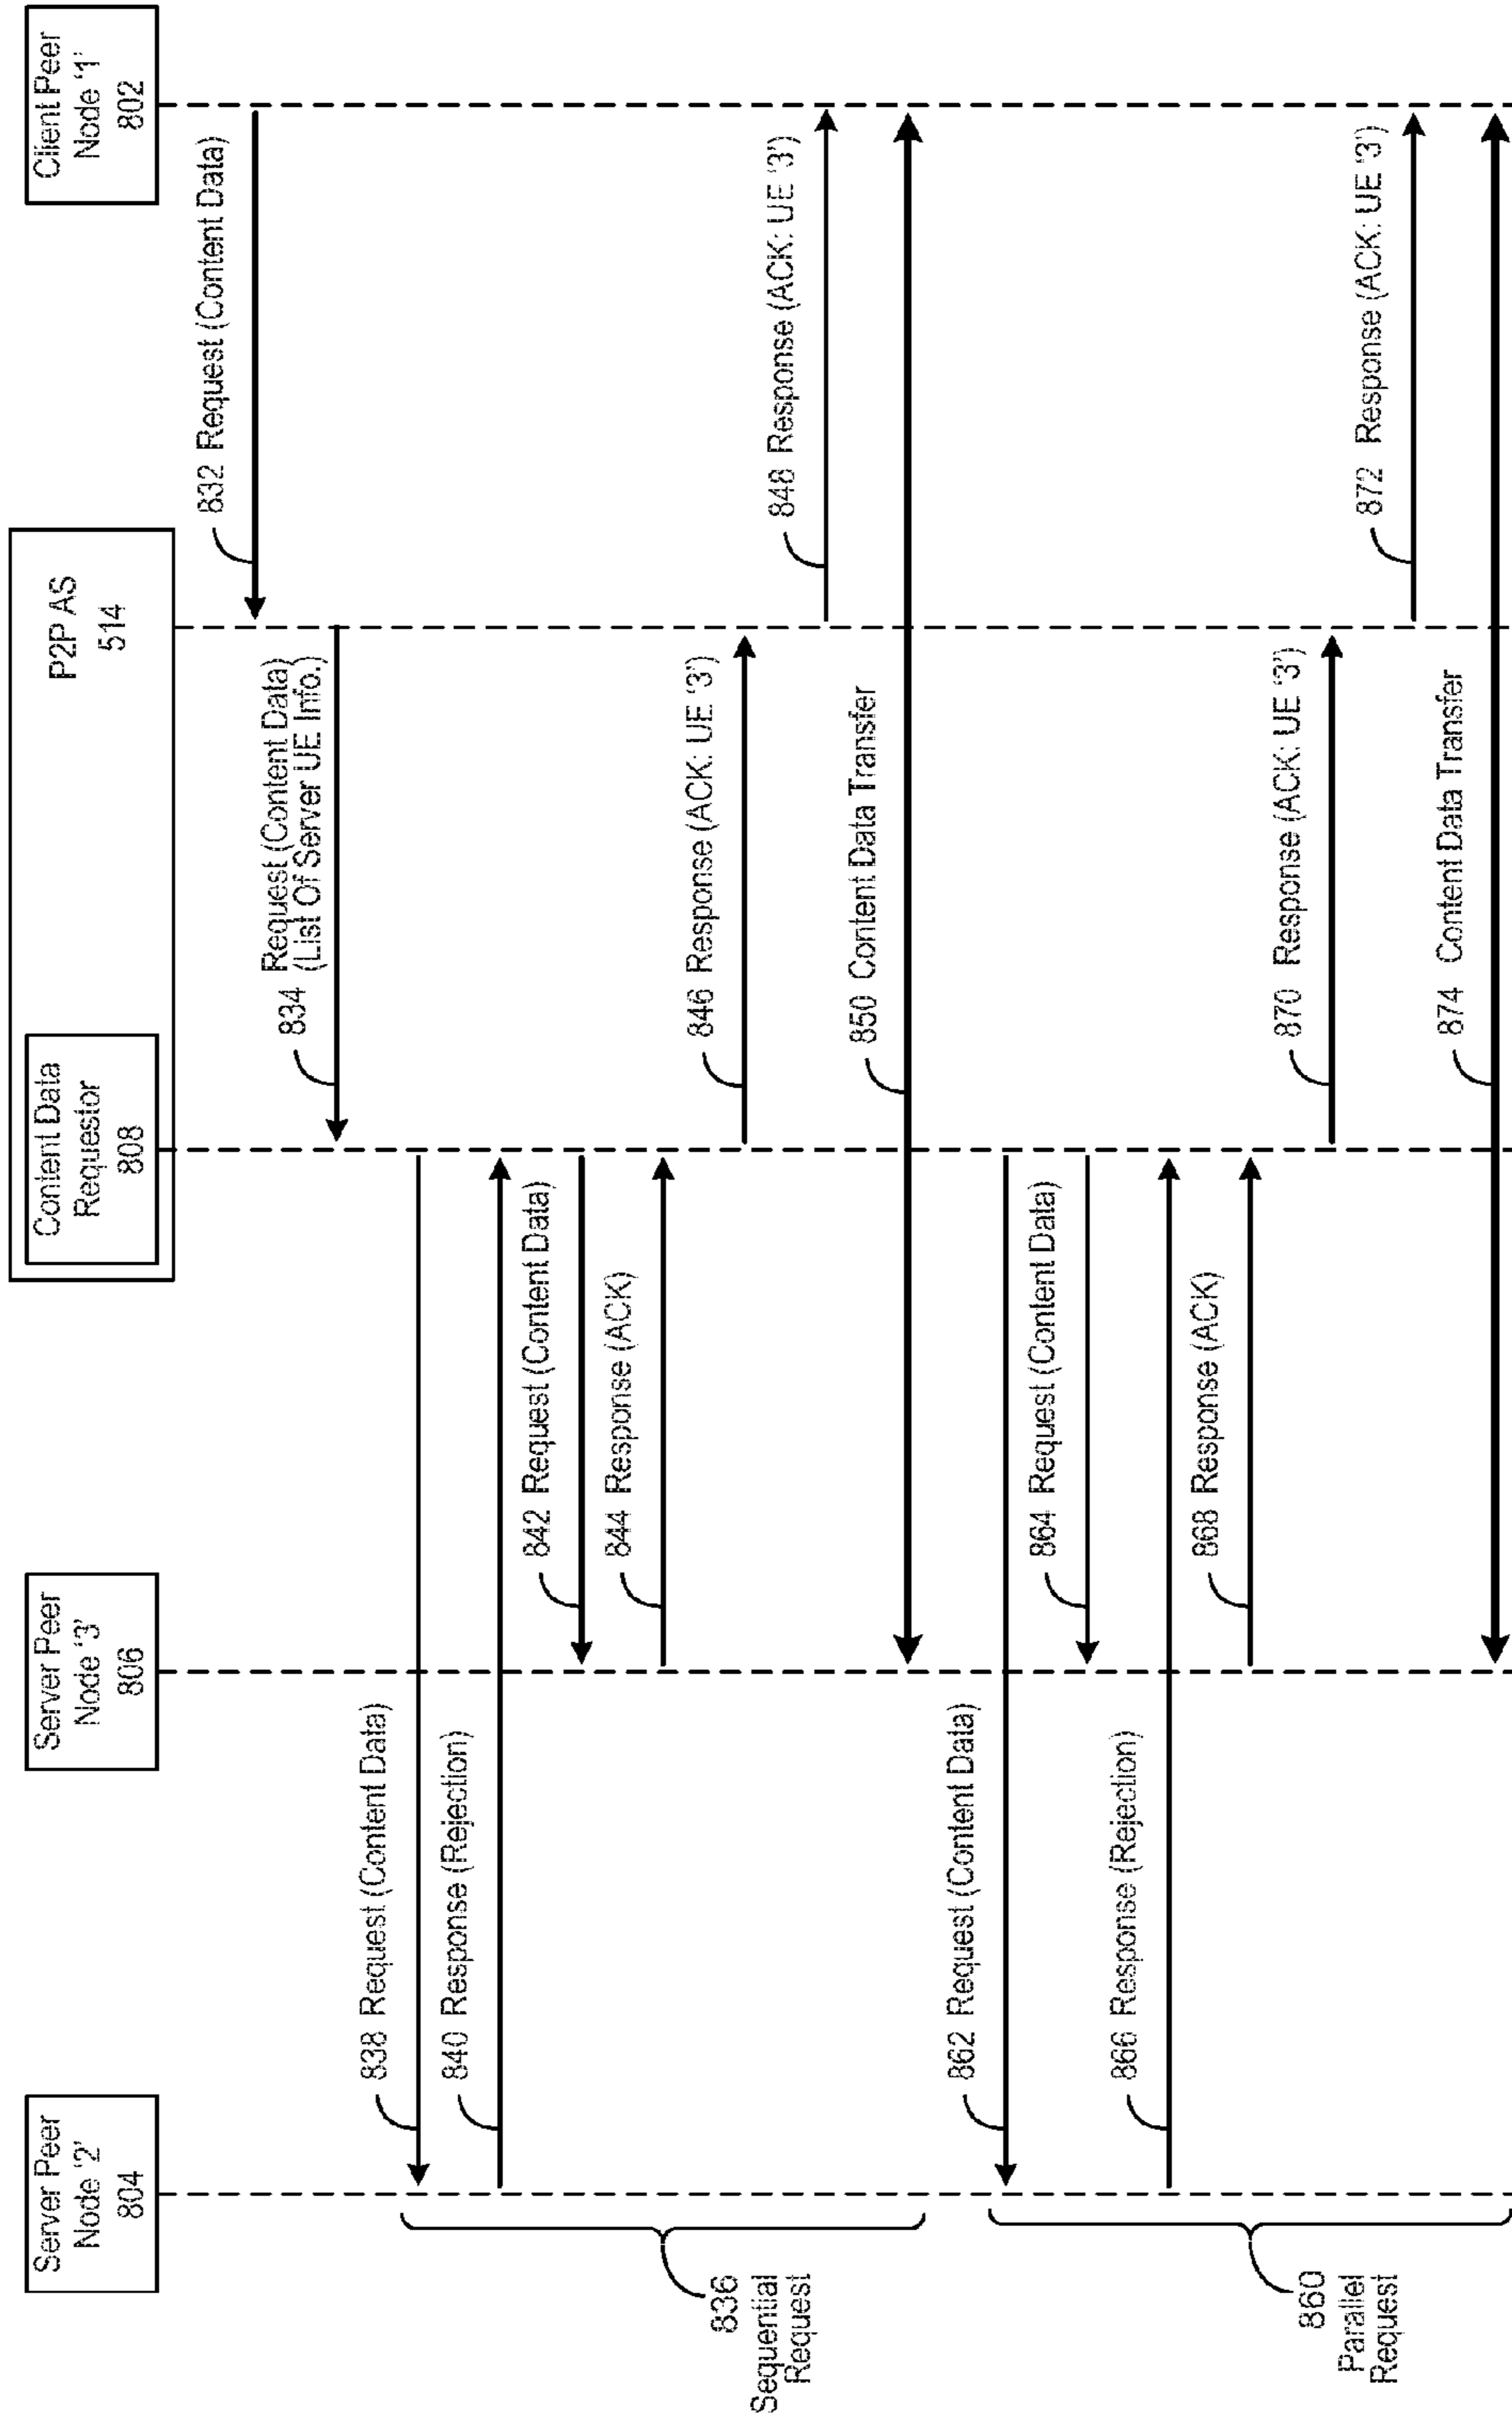 Server Peer
Node '2'
804
Server Peer
Node '3'
806
Content Data
Requestor
808
P2P AS
514
Client Peer
Node '1'
802
832 Request (Content Data)
834 Request (Content Data)
(List Of Server UE Info.)
838 Request (Content Data)
840 Response (Rejection)
842 Request (Content Data)
844 Response (ACK)
846 Response (ACK: UE '3')
848 Response (ACK: UE '3')
850 Content Data Transfer
836
Sequential
Request
862 Request (Content Data)
864 Request (Content Data)
866 Response (Rejection)
868 Response (ACK)
870 Response (ACK: UE '3')
872 Response (ACK: UE '3')
874 Content Data Transfer
860
Parallel
Request